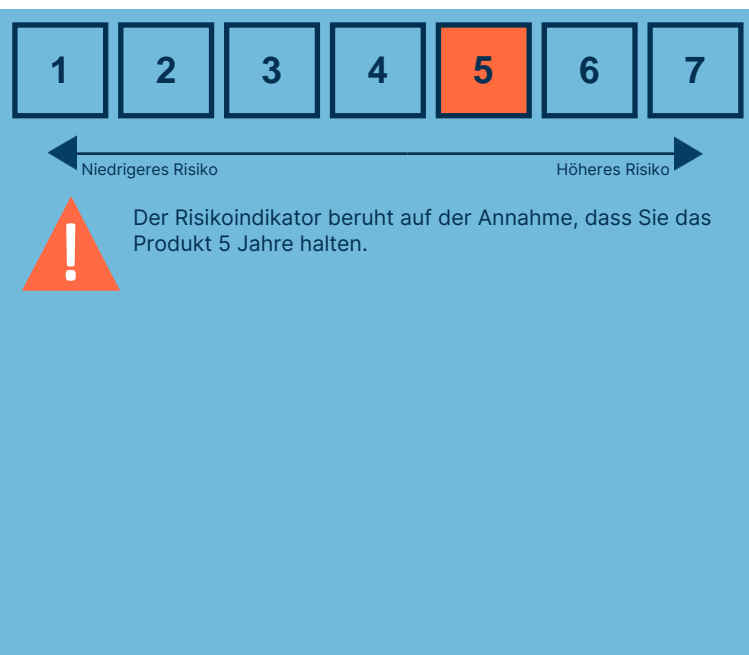 1 2 3 4 5 6 7
Niedrigeres Risiko Höheres Risiko
!
Der Risikoindikator beruht auf der Annahme, dass Sie das
Produkt 5 Jahre halten.